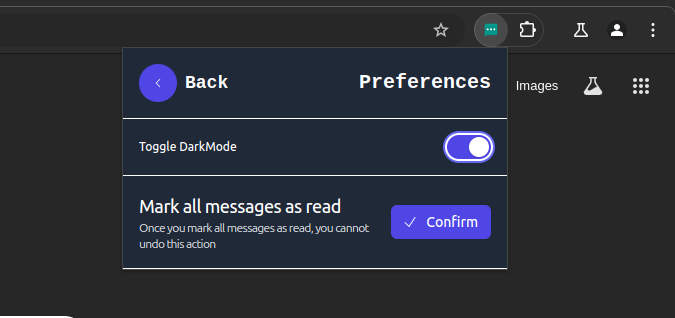 Back
Preferences
Images
Toggle DarkMode
Mark all messages as read
Once you mark all messages as read, you cannot
undo this action
Confirm